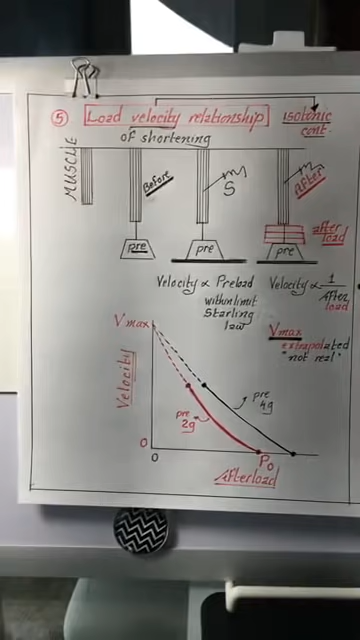 ⑤ Load velocity relationship isotonic
of shortening cont.
MUSCLE
Before
S
After
pre
pre
pre
after
load
Velocity ∝ Preload
within limit
Starling
law
Velocity ∝ 1/After
load
Vmax
extrapolated
"not real"
Vmax
Velocity
pre
2g
pre
4g
0
0
P₀
Afterload